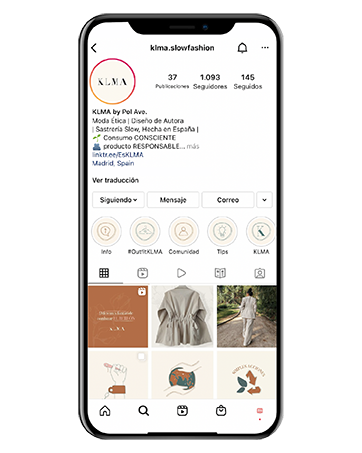 klma.slowfashion
KLMA
37
1.093
145
Publicaciones
Seguidores
Seguidos
KLMA by Pol Ave.
Moda Ética | Diseño de Autora
| Sastrería Slow, Hecha en España |
Consumo CONSCIENTE
producto RESPONSABLE... más
linktr.ee/EsKLMA
Madrid, Spain
Ver traducción
Siguiendo
Mensaje
Correo
Info
#OutfitKLMA
Comunidad
Tips
KLMA
KLMA